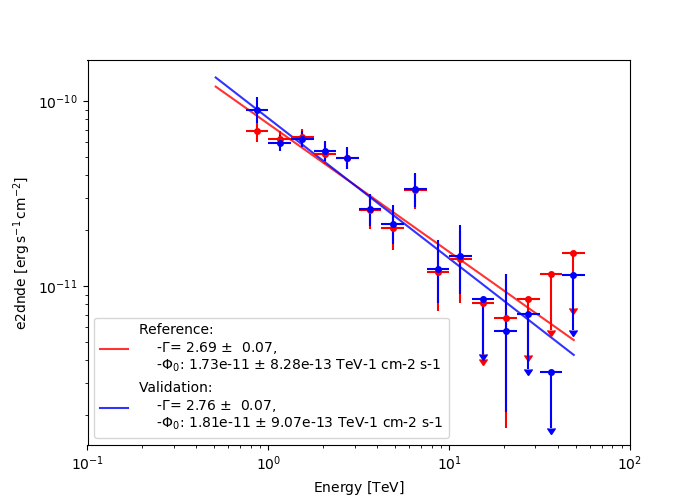 e2dnde [erg s⁻¹ cm⁻²]
10⁻¹⁰
10⁻¹¹
Reference:
-Γ= 2.69 ± 0.07,
-Φ₀: 1.73e-11 ± 8.28e-13 TeV-1 cm-2 s-1
Validation:
-Γ= 2.76 ± 0.07,
-Φ₀: 1.81e-11 ± 9.07e-13 TeV-1 cm-2 s-1
10⁻¹ 10⁰ 10¹ 10²
Energy [TeV]